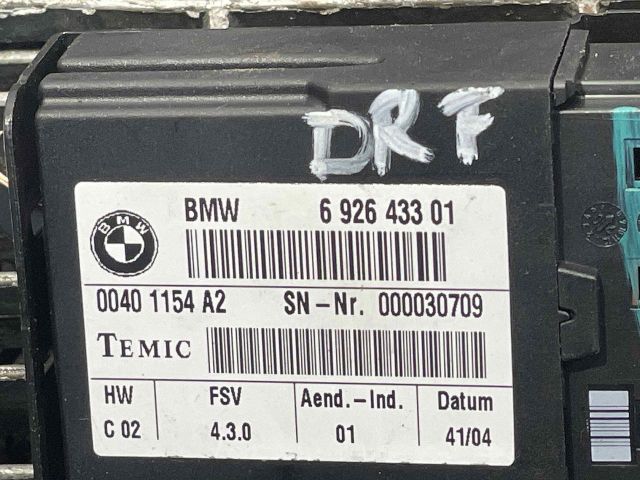 DRF
BMW 6 926 433 01
BMW
0040 1154 A2 SN-Nr. 000030709
TEMIC
HW FSV Aend.-Ind. Datum
C 02 4.3.0 01 41/04